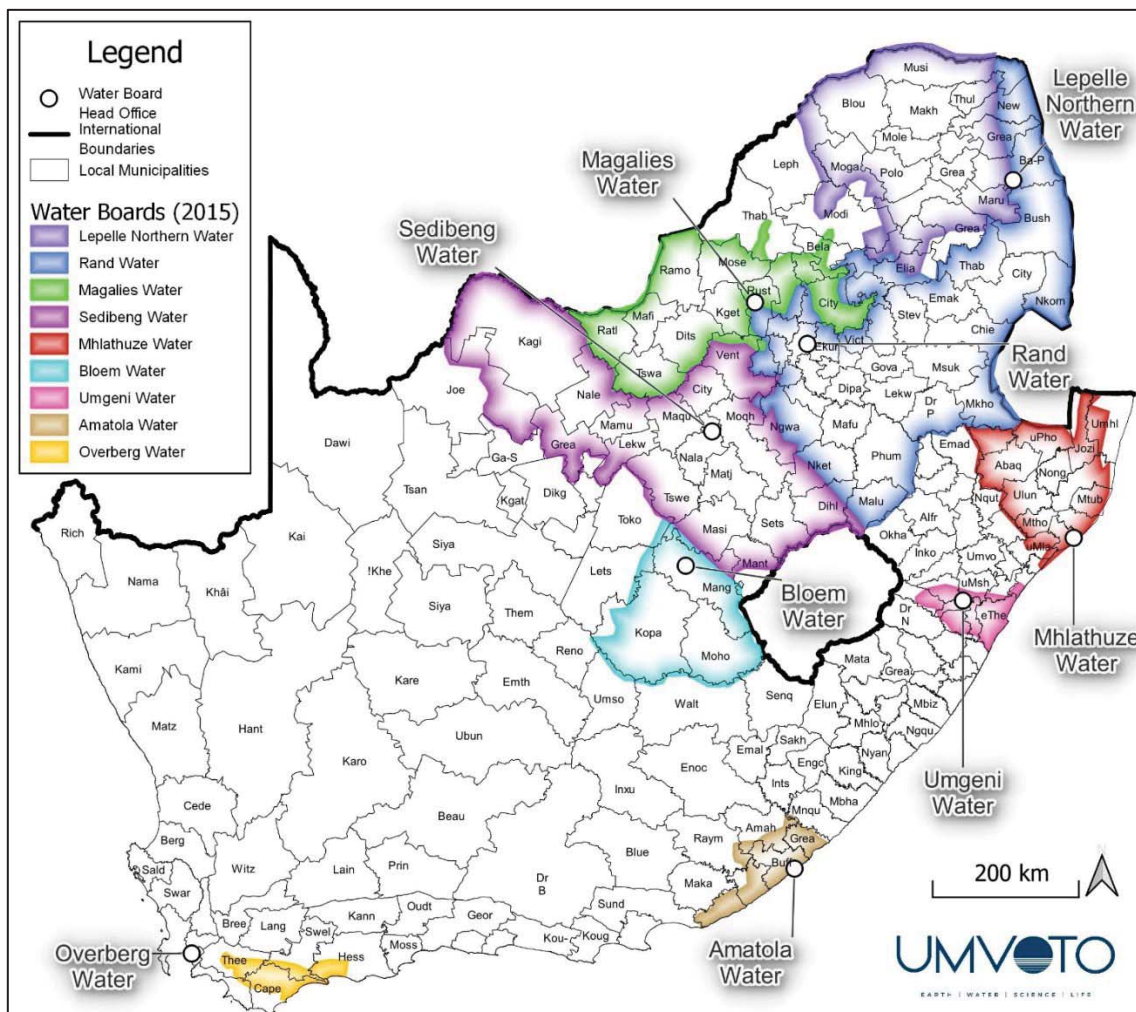 Legend
Water Board
Head Office
International
Boundaries
Local Municipalities
Water Boards (2015)
Lepelle Northern Water
Rand Water
Magalies Water
Sedibeng Water
Mhlathuze Water
Bloem Water
Umgeni Water
Amatola Water
Overberg Water
Lepelle
Northern
Water
Magalies
Water
Sedibeng
Water
Rand
Water
Bloem
Water
Mhlathuze
Water
Umgeni
Water
Amatola
Water
Overberg
Water
Musi
Blou
Makh
Thul
New
Mole
Grea
Leph
Moga
Polo
Grea
Ba-P
Maru
Bush
Thab
Modi
Grea
Bela
Elia
Thab
City
Mose
Ramo
Rust
City
Emak
Nkom
Mafi
Kget
Stev
Ratl
Dits
Vict
Chie
Ekur
Kagi
Tswa
Vent
Gova
Msuk
Joe
Nale
City
Dipa
Lekw
Dr
P
Mkho
Mamu
Maqu
Moqh
Ngwa
Mafu
Umhl
Dawi
Grea
Lekw
Emad
uPho
Jozi
Ga-S
Nala
Matj
Nket
Phum
Abaq
Nong
Tsan
Kgat
Dikg
Tswe
Dihl
Malu
Nqut
Ulun
Mtub
Toko
Masi
Sets
Alfr
Mtho
Rich
Kai
Siya
Okha
uMla
Mant
Inko
Umvo
Nama
!Khe
Lets
Mang
uMsh
Khâi
Siya
Them
Dr
N
eThe
Kopa
Kami
Kare
Emth
Reno
Moho
Mata
Grea
Matz
Hant
Umso
Walt
Senq
Elun
Mbiz
Mhlo
Ubun
Ngqu
Karo
Emal
Sakh
Nyan
Enoc
Engc
King
Cede
Inxu
Ints
Mbha
Beau
Mnqu
Berg
Raym
Amah
Grea
Sald
Witz
Lain
Prin
Blue
Buff
Swar
Dr
B
Maka
Bree
Lang
Kann
Oudt
Geor
Sund
Swel
Kou-
Koug
Thee
Hess
Moss
Cape
N
200 km
UMVOTO
EARTH | WATER | SCIENCE | LIFE